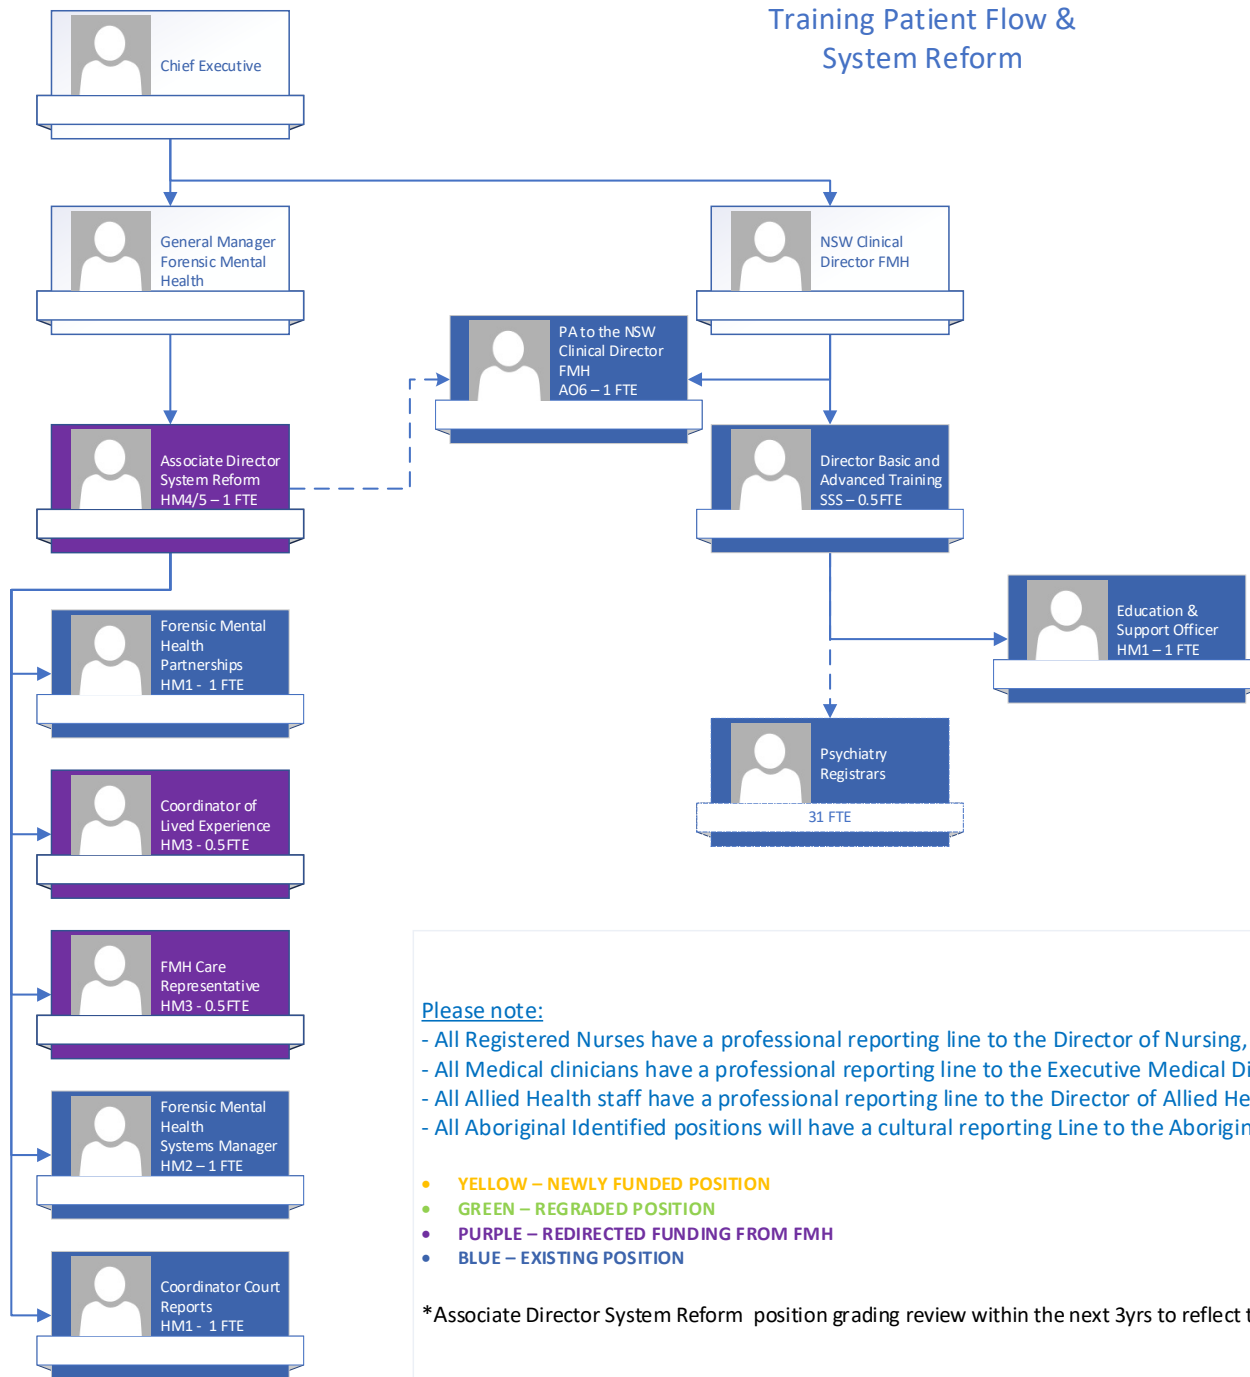 Training Patient Flow &
System Reform
Chief Executive
General Manager
Forensic Mental
Health
NSW Clinical
Director FMH
PA to the NSW
Clinical Director
FMH
AO6 – 1 FTE
Associate Director
System Reform
HM4/5 – 1 FTE
Director Basic and
Advanced Training
SSS – 0.5FTE
Education &
Support Officer
HM1 – 1 FTE
Forensic Mental
Health
Partnerships
HM1 - 1 FTE
Psychiatry
Registrars
31 FTE
Coordinator of
Lived Experience
HM3 - 0.5FTE
FMH Care
Representative
HM3 - 0.5FTE
Forensic Mental
Health
Systems Manager
HM2 – 1 FTE
Coordinator Court
Reports
HM1 - 1 FTE
Please note:
- All Registered Nurses have a professional reporting line to the Director of Nursing,
- All Medical clinicians have a professional reporting line to the Executive Medical Di
- All Allied Health staff have a professional reporting line to the Director of Allied He
- All Aboriginal Identified positions will have a cultural reporting Line to the Aborigin
• YELLOW – NEWLY FUNDED POSITION
• GREEN – REGRADED POSITION
• PURPLE – REDIRECTED FUNDING FROM FMH
• BLUE – EXISTING POSITION
*Associate Director System Reform position grading review within the next 3yrs to reflect t